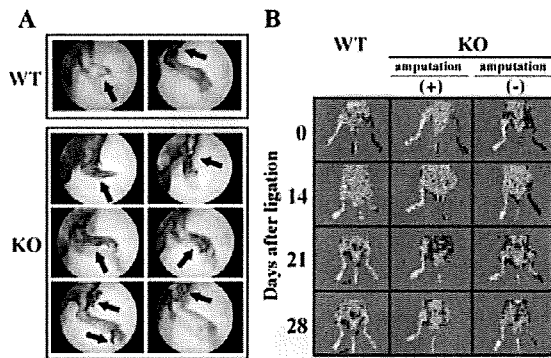 A
WT
KO
B
WT
KO
amputation
(+)
amputation
(-)
Days after ligation
0
14
21
28